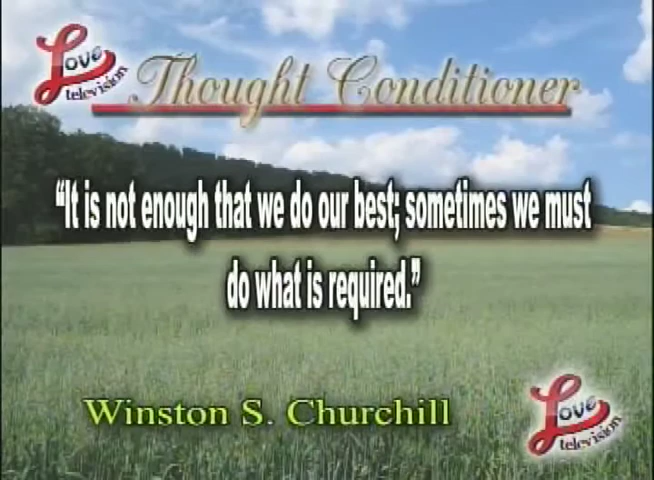 Love
television
Thought Conditioner
“It is not enough that we do our best; sometimes we must
do what is required.”
Winston S. Churchill
Love
television